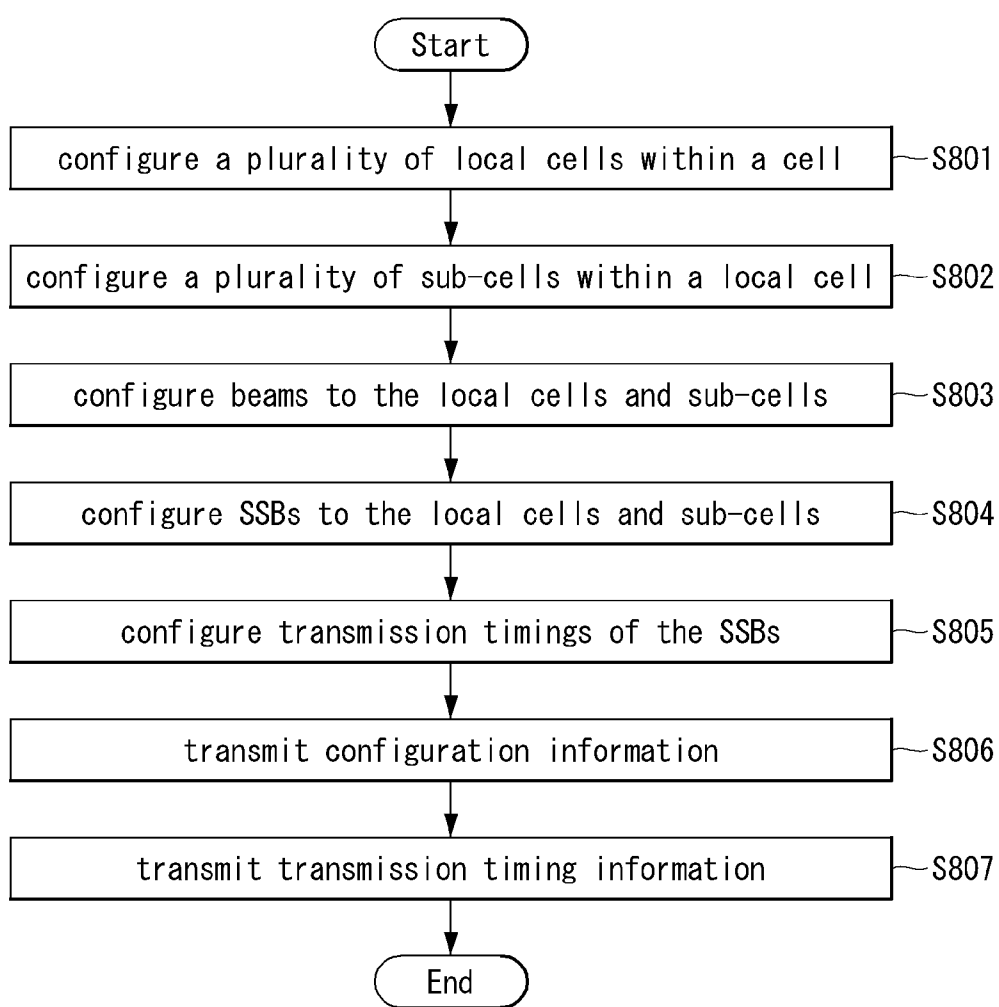 Start
configure a plurality of local cells within a cell S801
configure a plurality of sub-cells within a local cell S802
configure beams to the local cells and sub-cells S803
configure SSBs to the local cells and sub-cells S804
configure transmission timings of the SSBs S805
transmit configuration information S806
transmit transmission timing information S807
End